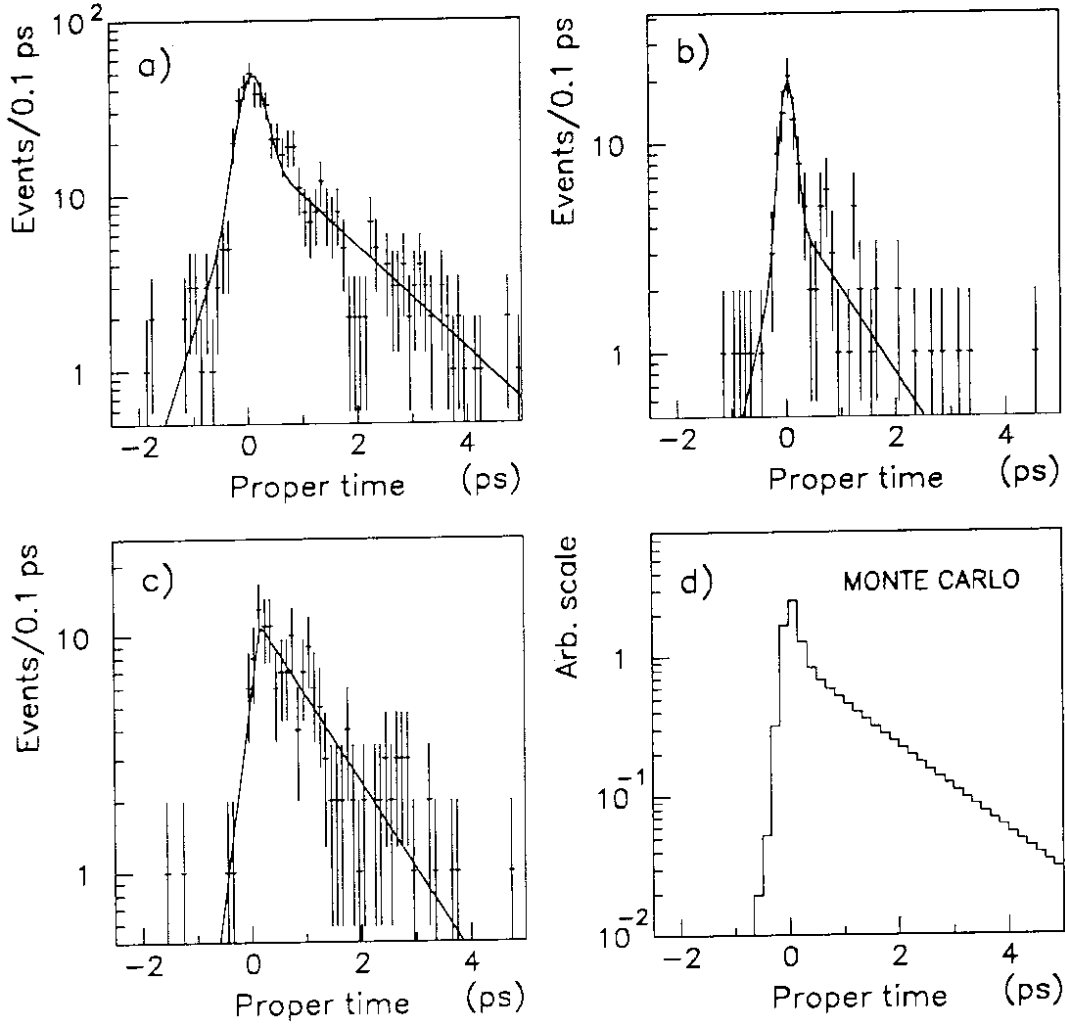 a)
Events/0.1 ps
10²
10
1
−2 0 2 4
Proper time (ps)
b)
Events/0.1 ps
10
1
−2 0 2 4
Proper time (ps)
c)
Events/0.1 ps
10
1
−2 0 2 4
Proper time (ps)
d)
MONTE CARLO
Arb. scale
1
10⁻¹
10⁻²
−2 0 2 4
Proper time (ps)